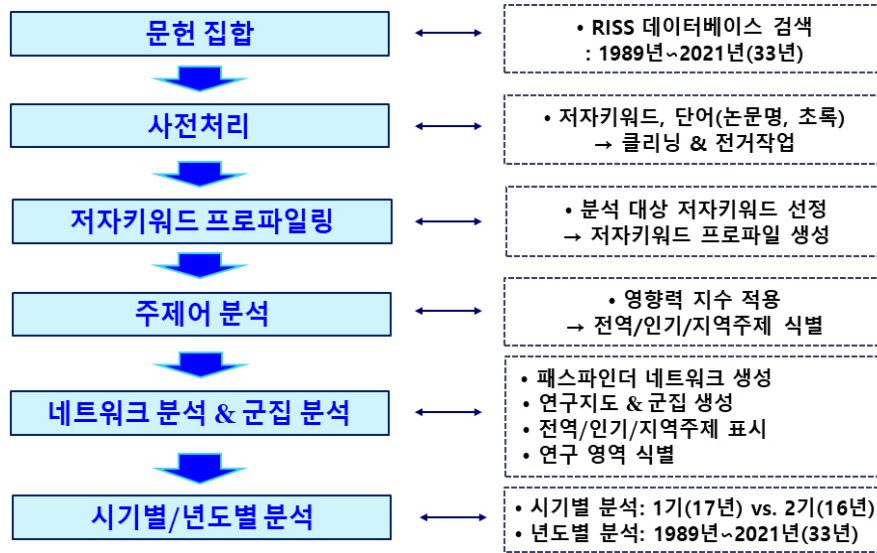 문헌 집합
• RISS 데이터베이스 검색
: 1989년~2021년(33년)
사전처리
• 저자키워드, 단어(논문명, 초록)
→ 클리닝 & 전거작업
저자키워드 프로파일링
• 분석 대상 저자키워드 선정
→ 저자키워드 프로파일 생성
주제어 분석
• 영향력 지수 적용
→ 전역/인기/지역주제 식별
네트워크 분석 & 군집 분석
• 패스파인더 네트워크 생성
• 연구지도 & 군집 생성
• 전역/인기/지역주제 표시
• 연구 영역 식별
시기별/년도별 분석
• 시기별 분석: 1기(17년) vs. 2기(16년)
• 년도별 분석: 1989년~2021년(33년)